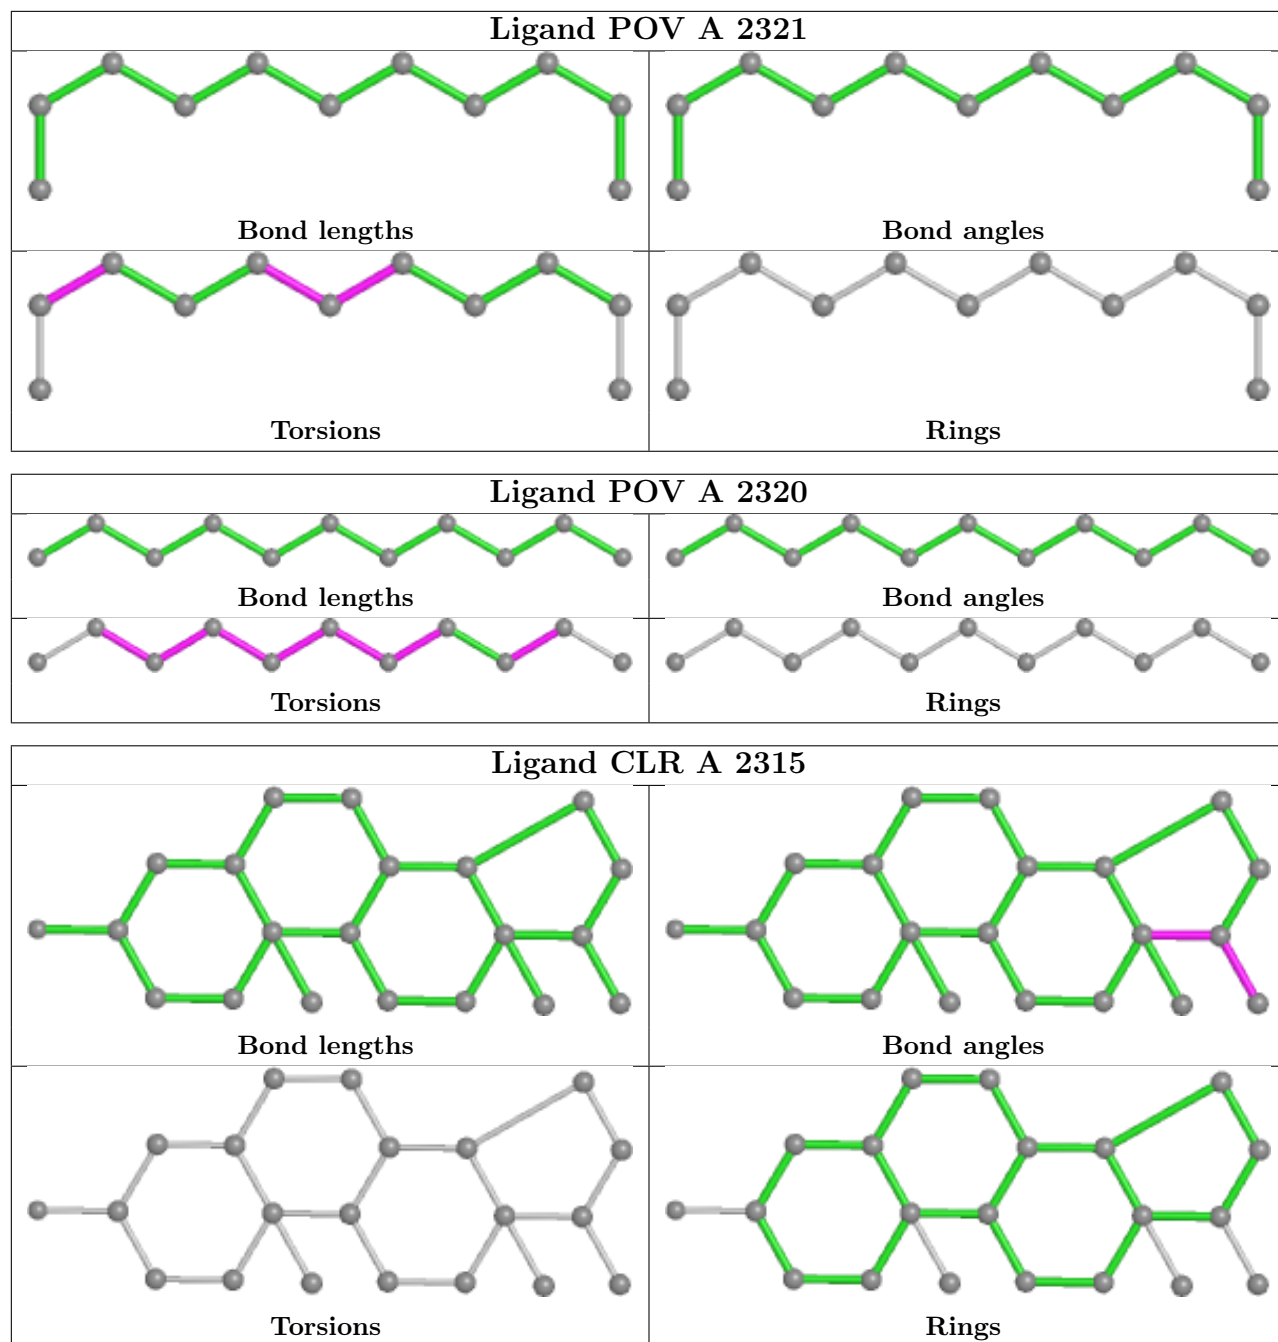 Ligand POV A 2321
Bond lengths
Bond angles
Torsions
Rings
Ligand POV A 2320
Bond lengths
Bond angles
Torsions
Rings
Ligand CLR A 2315
Bond lengths
Bond angles
Torsions
Rings